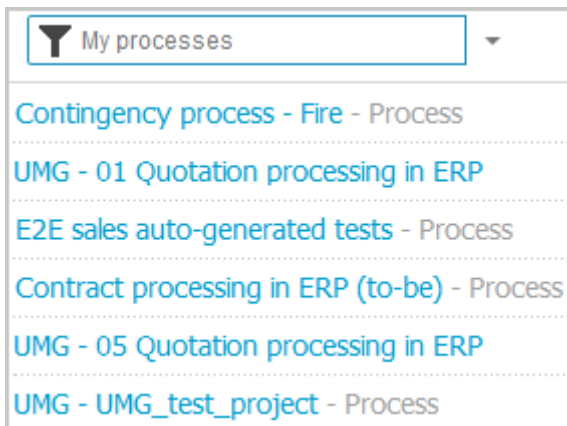 My processes
Contingency process - Fire - Process
UMG - 01 Quotation processing in ERP
E2E sales auto-generated tests - Process
Contract processing in ERP (to-be) - Process
UMG - 05 Quotation processing in ERP
UMG - UMG_test_project - Process